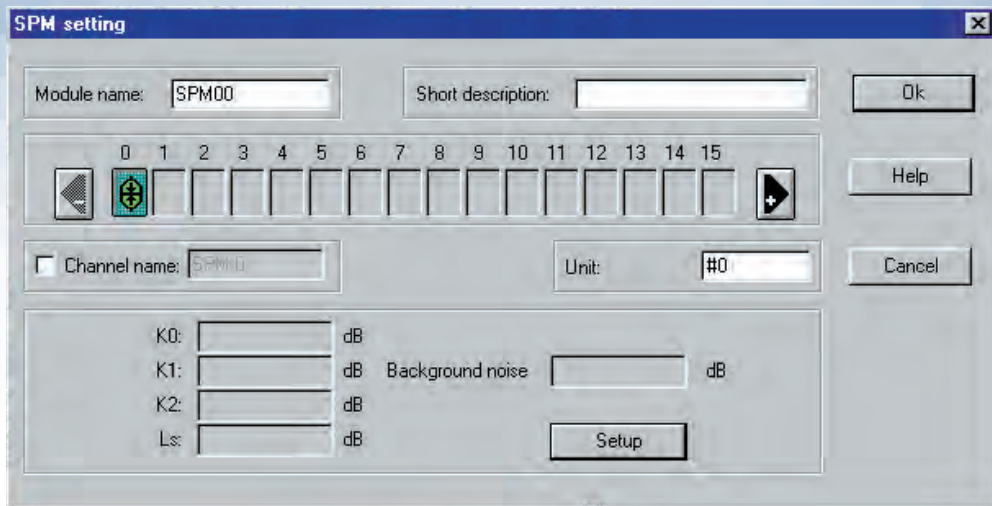 SPM setting
Module name: SPM00 Short description: Ok
0 1 2 3 4 5 6 7 8 9 10 11 12 13 14 15
Help
Channel name: SPM 0 Unit: #0 Cancel
K0: dB
K1: dB Background noise dB
K2: dB
Ls: dB Setup